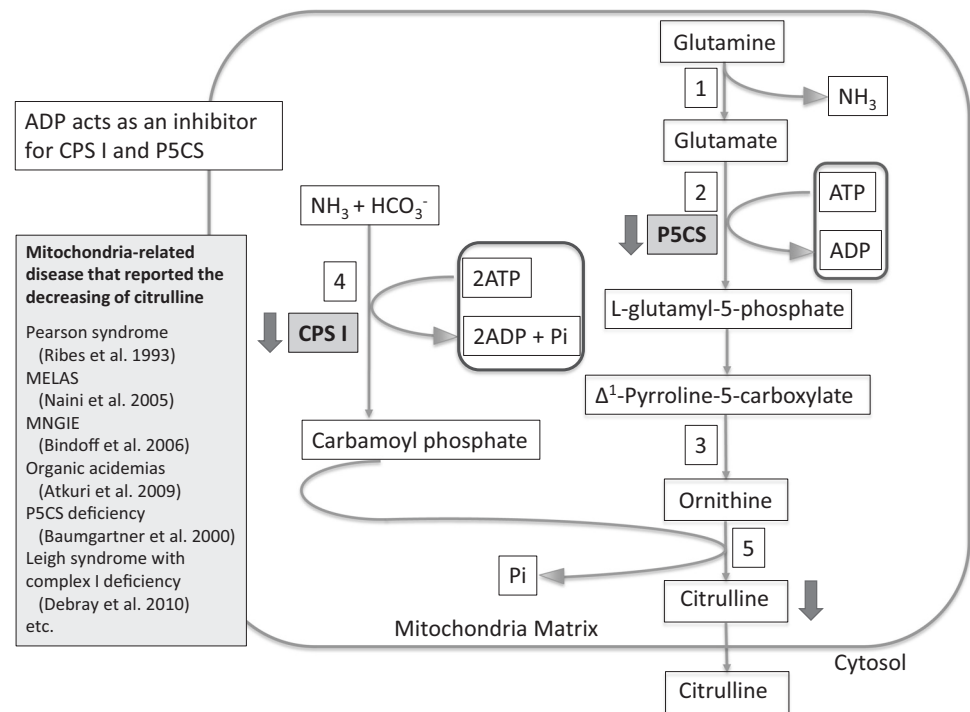 ADP acts as an inhibitor
for CPS I and P5CS
Mitochondria-related
disease that reported the
decreasing of citrulline
Pearson syndrome
(Ribes et al. 1993)
MELAS
(Naini et al. 2005)
MNGIE
(Bindoff et al. 2006)
Organic acidemias
(Atkuri et al. 2009)
P5CS deficiency
(Baumgartner et al. 2000)
Leigh syndrome with
complex I deficiency
(Debray et al. 2010)
etc.
NH₃ + HCO₃⁻
4
2ATP
CPS I
2ADP + Pi
Carbamoyl phosphate
Glutamine
1
NH₃
Glutamate
2
ATP
P5CS
ADP
L-glutamyl-5-phosphate
Δ¹-Pyrroline-5-carboxylate
3
Ornithine
5
Pi
Citrulline
Mitochondria Matrix
Cytosol
Citrulline